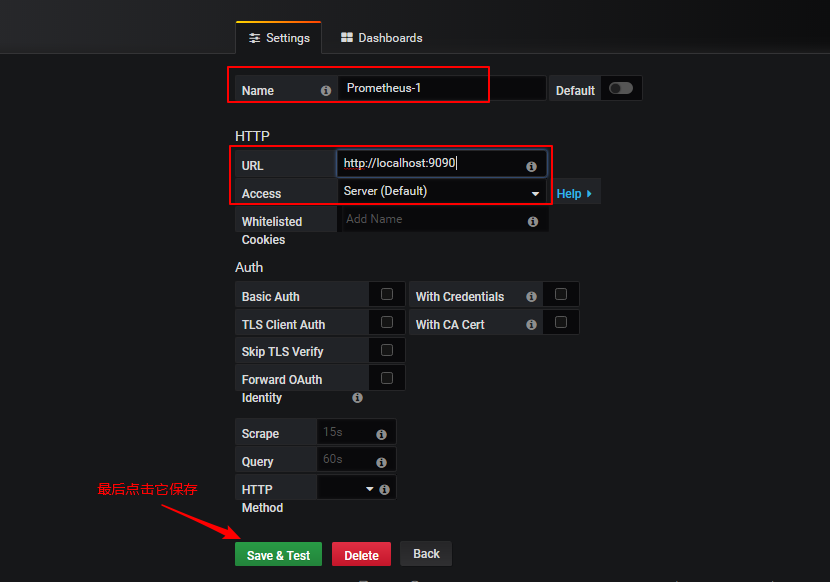 Settings Dashboards
Name Prometheus-1 Default
HTTP
URL http://localhost:9090
Access Server (Default) Help
Whitelisted Cookies Add Name
Auth
Basic Auth With Credentials
TLS Client Auth With CA Cert
Skip TLS Verify
Forward OAuth Identity
Scrape 15s
Query 60s
HTTP Method
最后点击它保存
Save & Test Delete Back